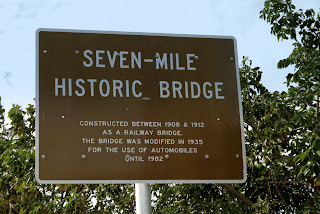 SEVEN-MILE
HISTORIC BRIDGE
CONSTRUCTED BETWEEN 1908 & 1912
AS A RAILWAY BRIDGE.
THE BRIDGE WAS MODIFIED IN 1935
FOR THE USE OF AUTOMOBILES
UNTIL 1982